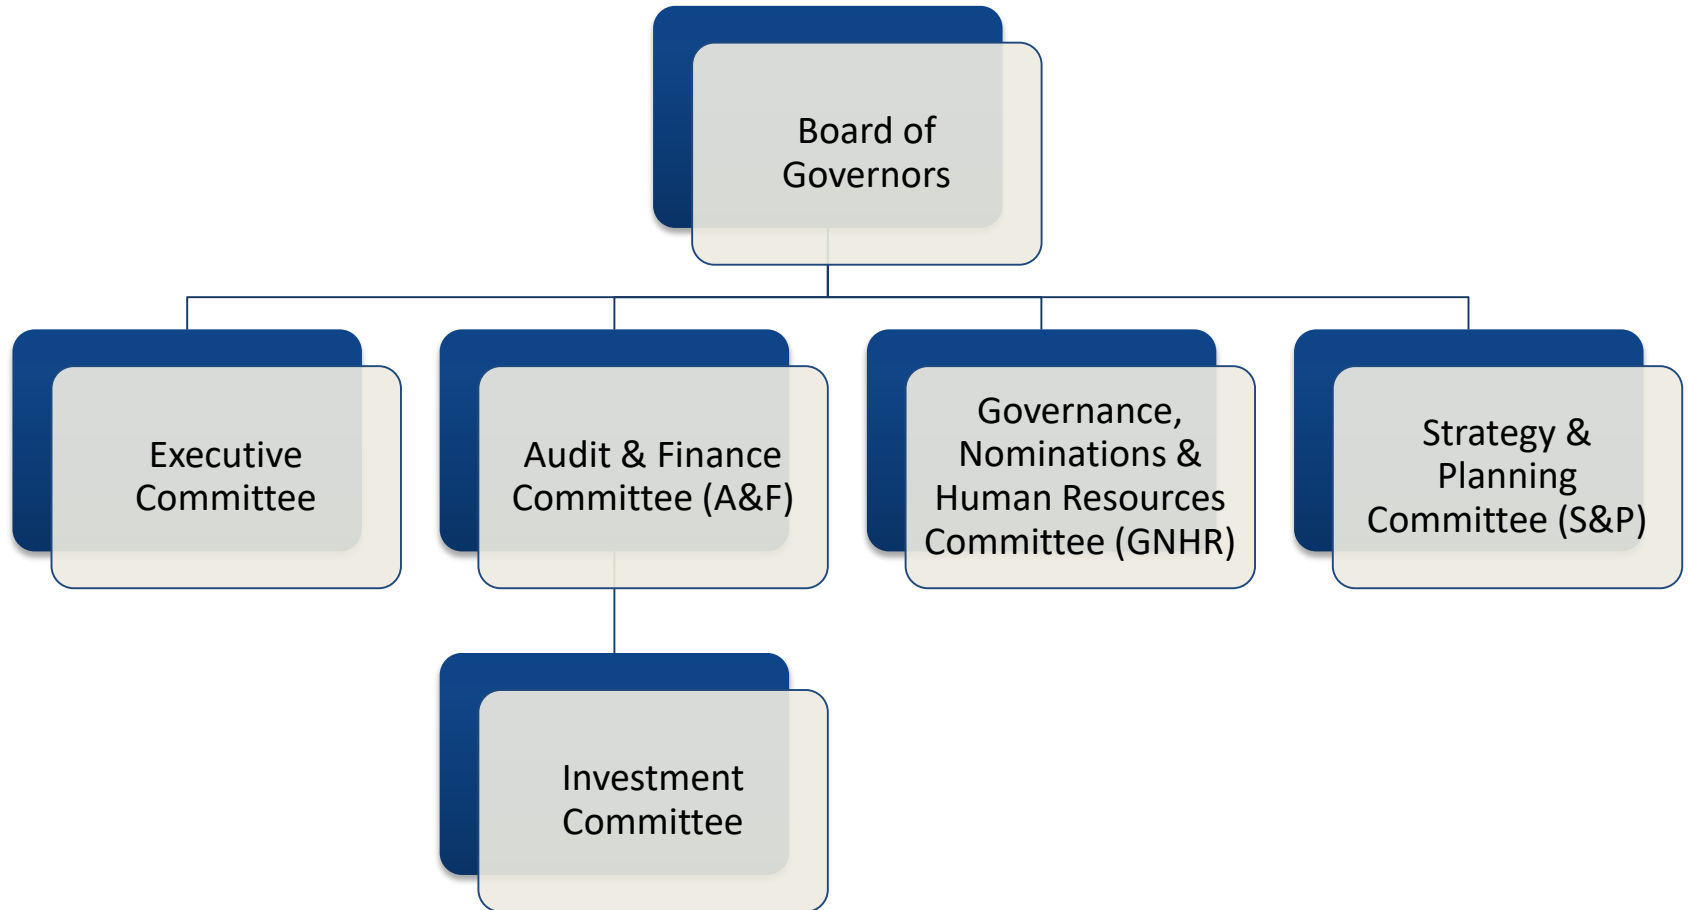 Board of
Governors
Executive
Committee
Audit & Finance
Committee (A&F)
Governance,
Nominations &
Human Resources
Committee (GNHR)
Strategy &
Planning
Committee (S&P)
Investment
Committee